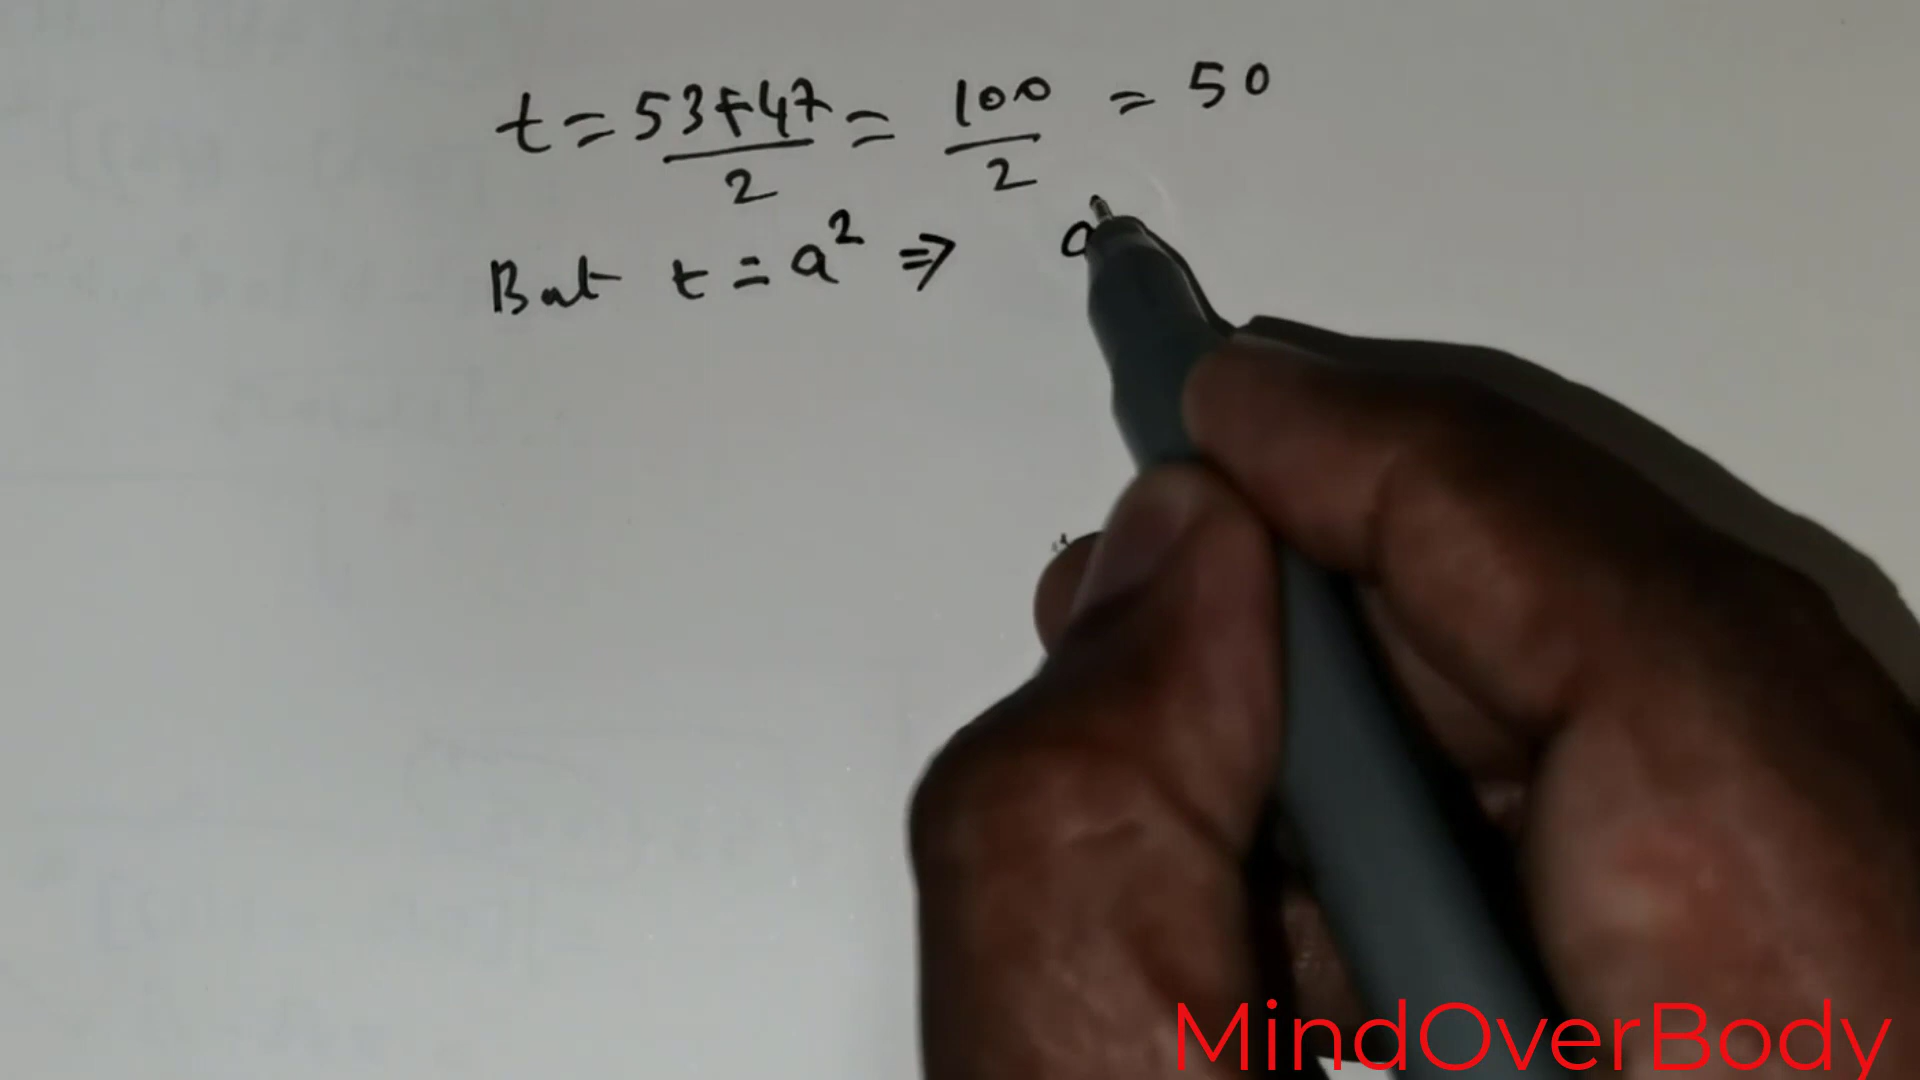 t = 53+47/2 = 100/2 = 50
But t = a² ⇒ a
MindOverBody